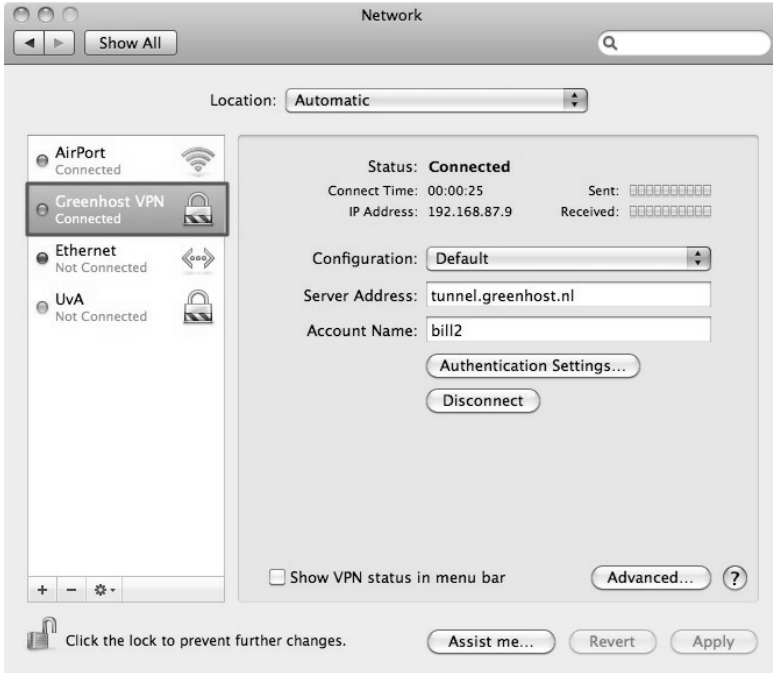 Network
Show All
Location: Automatic
AirPort
Connected
Greenhost VPN
Connected
Ethernet
Not Connected
UvA
Not Connected
Status: Connected
Connect Time: 00:00:25 Sent:
IP Address: 192.168.87.9 Received:
Configuration: Default
Server Address: tunnel.greenhost.nl
Account Name: bill2
Authentication Settings...
Disconnect
Show VPN status in menu bar
Advanced... ?
Click the lock to prevent further changes.
Assist me... Revert Apply